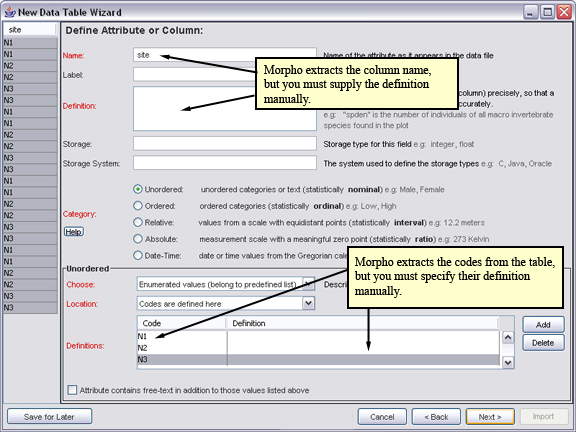 New Data Table Wizard
site
N1
N1
N2
N2
N3
N3
N1
N1
N2
N2
N3
N3
N1
N1
N2
N2
N3
N3
N1
N1
N2
N2
N3
Define Attribute or Column:
Name: site Name of the attribute as it appears in the data file
Label:
Morpho extracts the column name,
but you must supply the definition
manually.
Definition: column) precisely, so that a
curately.
e.g: "spden" is the number of individuals of all macro invertebrate
species found in the plot
Storage: Storage type for this field e.g: integer, float
Storage System: The system used to define the storage types e.g: C, Java, Oracle
Category:
Help
Unordered: unordered categories or text (statistically nominal) e.g: Male, Female
Ordered: ordered categories (statistically ordinal) e.g: Low, High
Relative: values from a scale with equidistant points (statistically interval) e.g: 12.2 meters
Absolute: measurement scale with a meaningful zero point (statistically ratio) e.g: 273 Kelvin
Date-Time: date or time values from the Gregorian cale
Morpho extracts the codes from the table,
but you must specify their definition
manually.
Unordered
Choose: Enumerated values (belong to predefined list) Descri
Location: Codes are defined here
Definitions:
Code Definition
N1
N2
N3
Add
Delete
Attribute contains free-text in addition to those values listed above
Save for Later Cancel < Back Next > Import